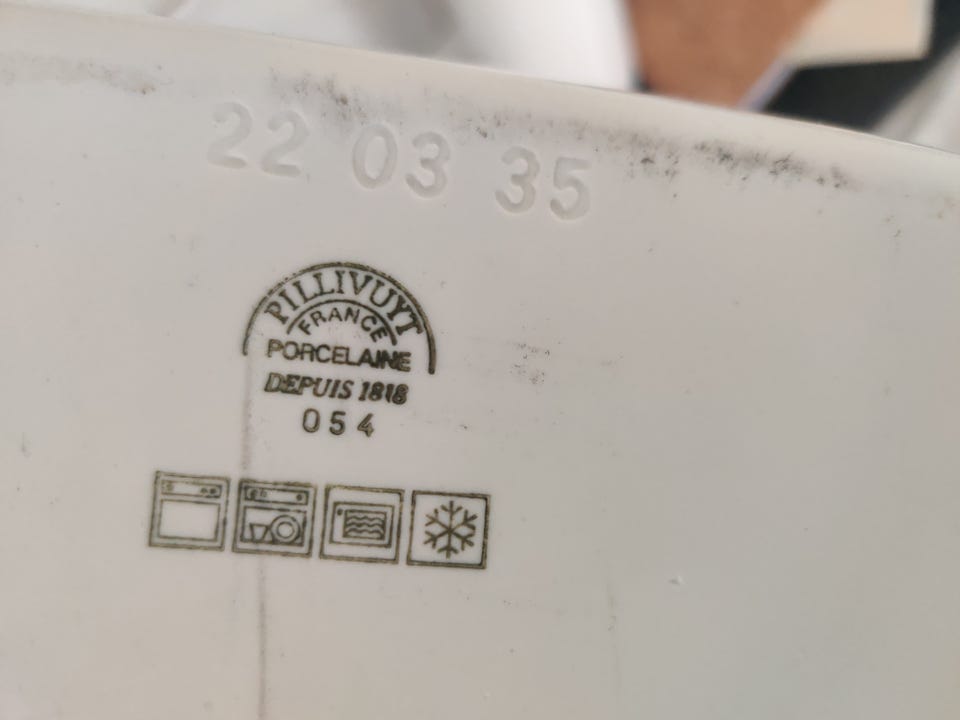 22 03 35
PILLIVUYT
FRANCE
PORCELAINE
DEPUIS 1818
054